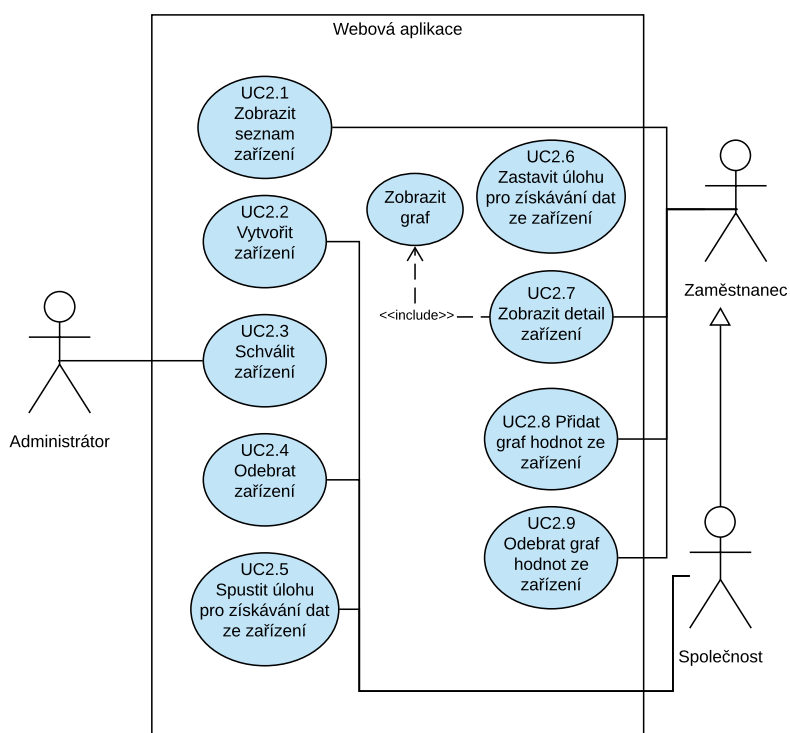 Webová aplikace
UC2.1
Zobrazit
seznam
zařízení
UC2.2
Vytvořit
zařízení
UC2.3
Schválit
zařízení
UC2.4
Odebrat
zařízení
UC2.5
Spustit úlohu
pro získávání dat
ze zařízení
Zobrazit
graf
<<include>>
UC2.6
Zastavit úlohu
pro získávání dat
ze zařízení
UC2.7
Zobrazit detail
zařízení
UC2.8 Přidat
graf hodnot ze
zařízení
UC2.9
Odebrat graf
hodnot ze
zařízení
Administrátor
Zaměstnanec
Společnost